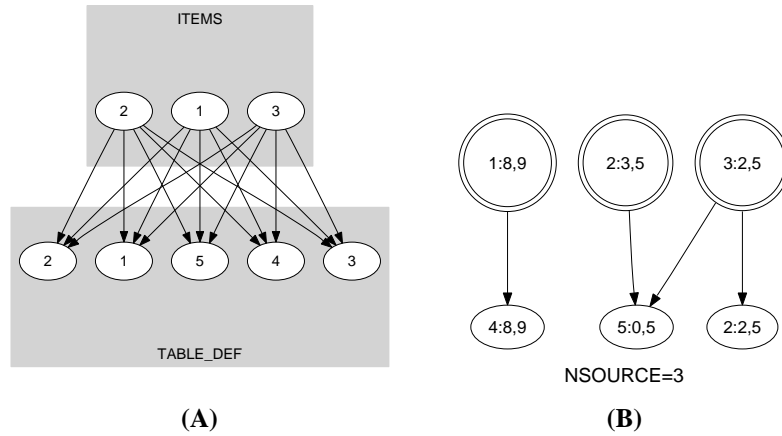 ITEMS
2 1 3
2 1 5 4 3
TABLE_DEF
(A)
1:8,9 2:3,5 3:2,5
4:8,9 5:0,5 2:2,5
NSOURCE=3
(B)